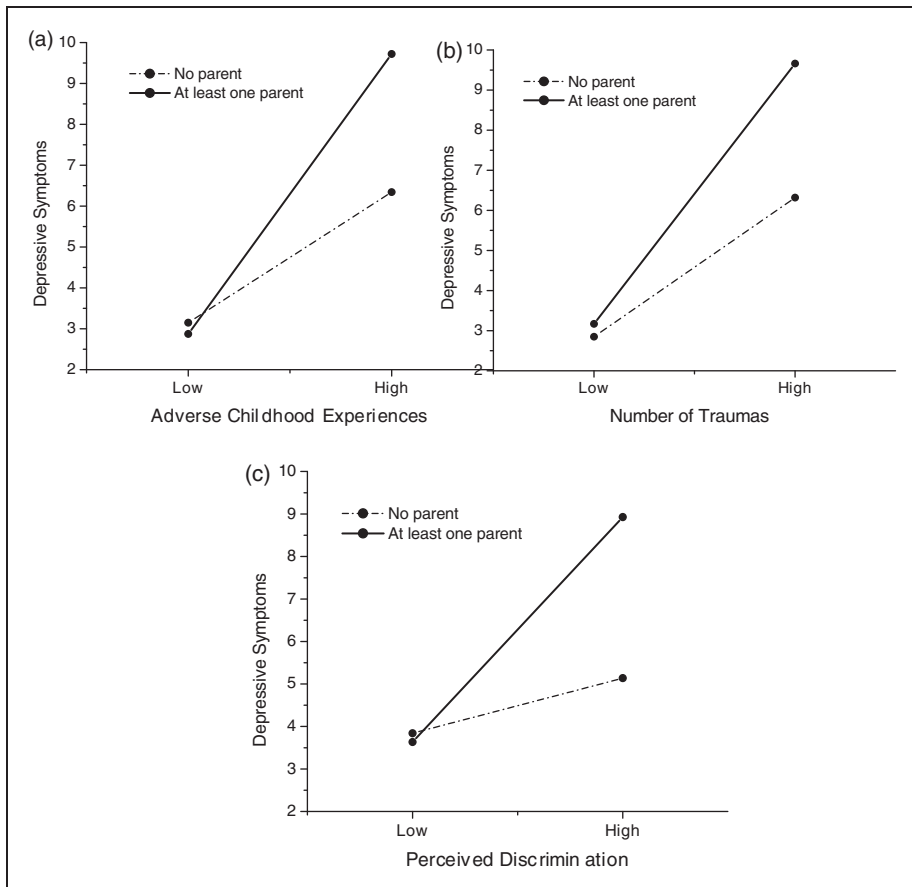 (a)
10
9
8
7
6
5
4
3
2
Depressive Symptoms
No parent
At least one parent
Low
High
Adverse Childhood Experiences
(b)
10
9
8
7
6
5
4
3
2
Depressive Symptoms
No parent
At least one parent
Low
High
Number of Traumas
(c)
10
9
8
7
6
5
4
3
2
Depressive Symptoms
No parent
At least one parent
Low
High
Perceived Discrimin ation